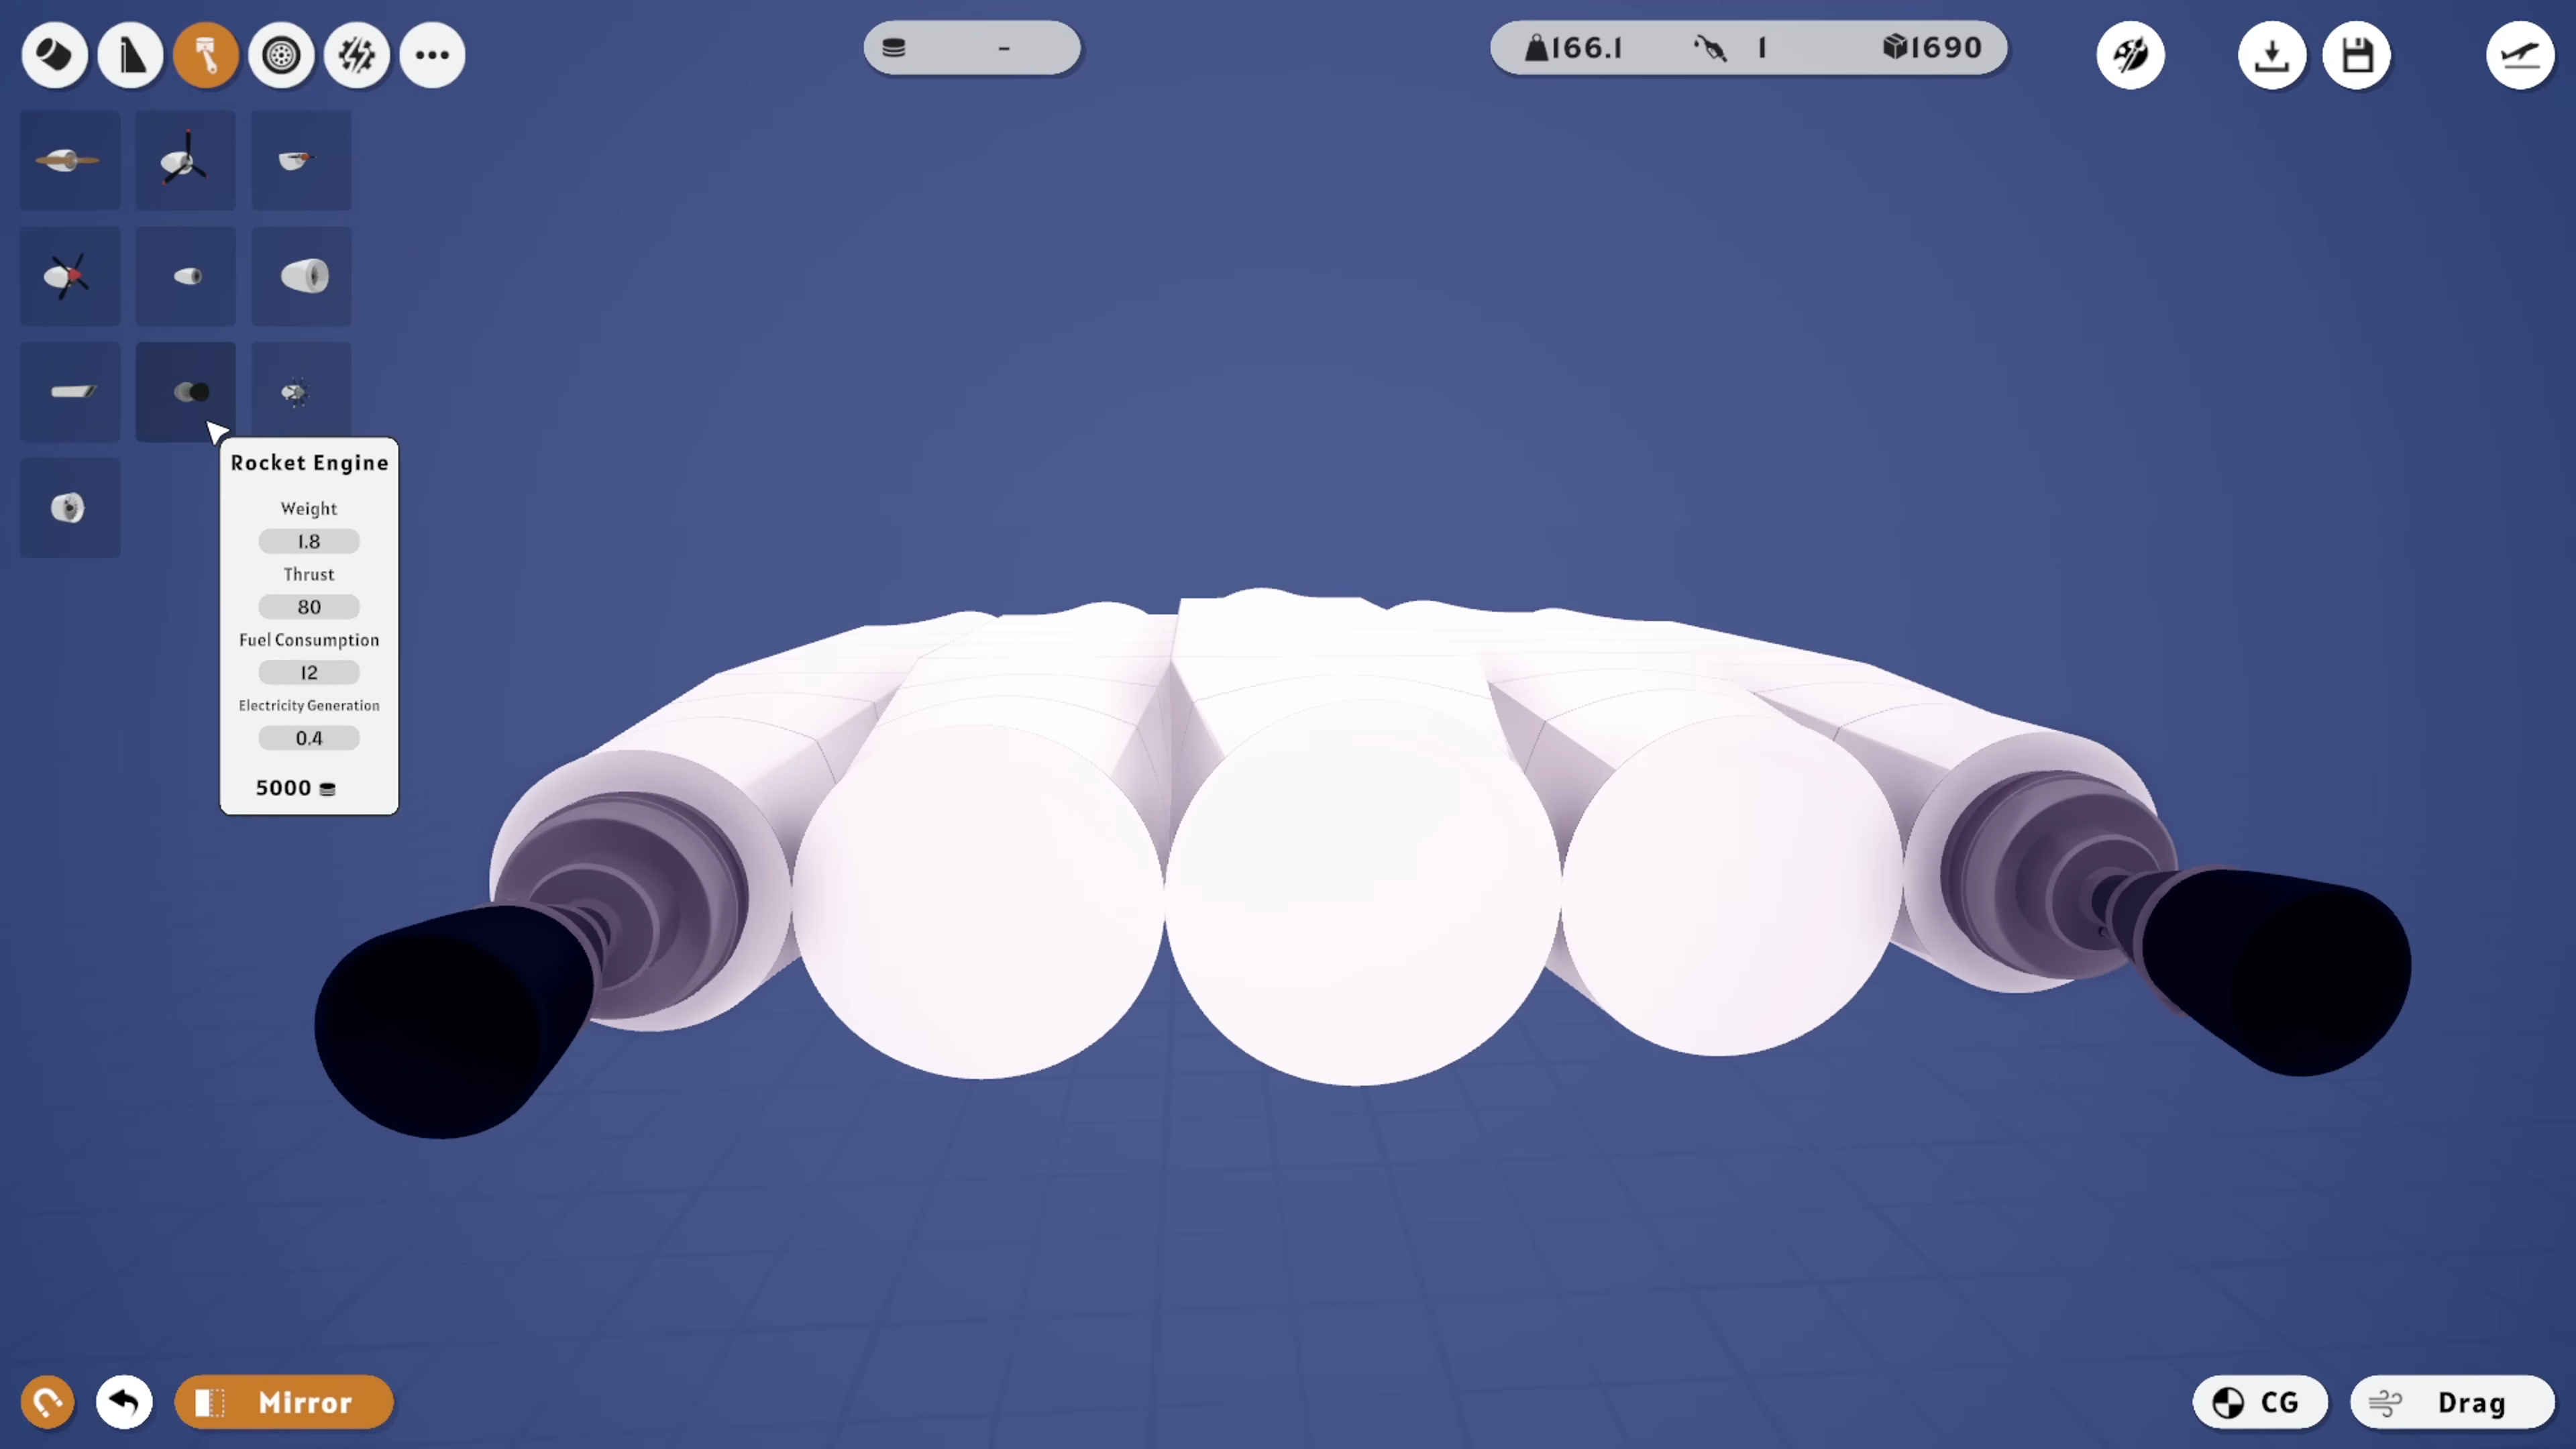 -
166.1 1 1690
Rocket Engine
Weight
1.8
Thrust
80
Fuel Consumption
12
Electricity Generation
0.4
5000
Mirror
CG
Drag